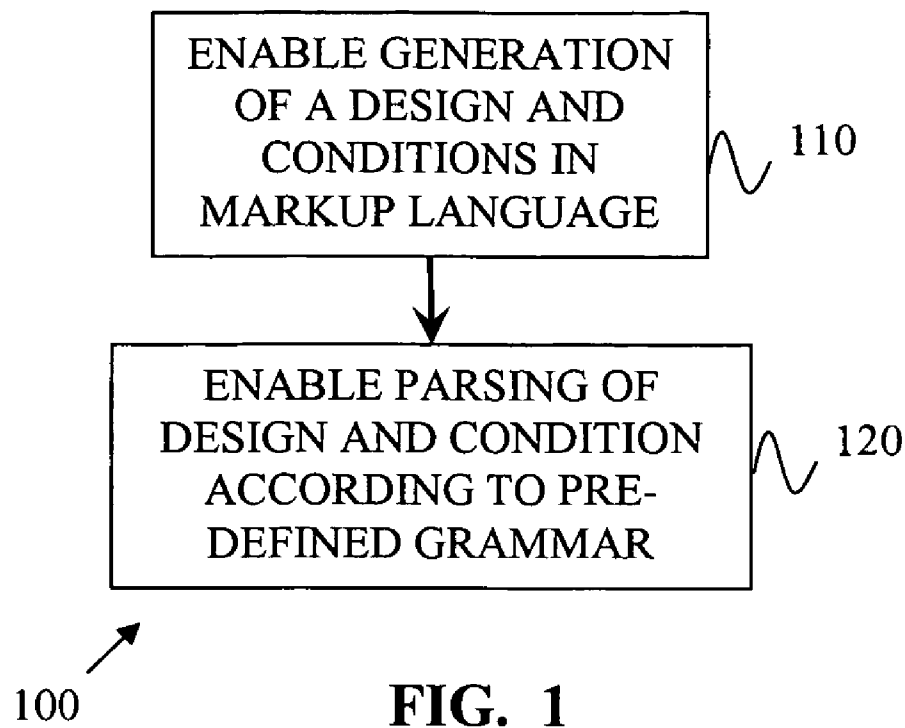 ENABLE GENERATION
OF A DESIGN AND
CONDITIONS IN
MARKUP LANGUAGE
110
ENABLE PARSING OF
DESIGN AND CONDITION
ACCORDING TO PRE-
DEFINED GRAMMAR
120
100
FIG. 1